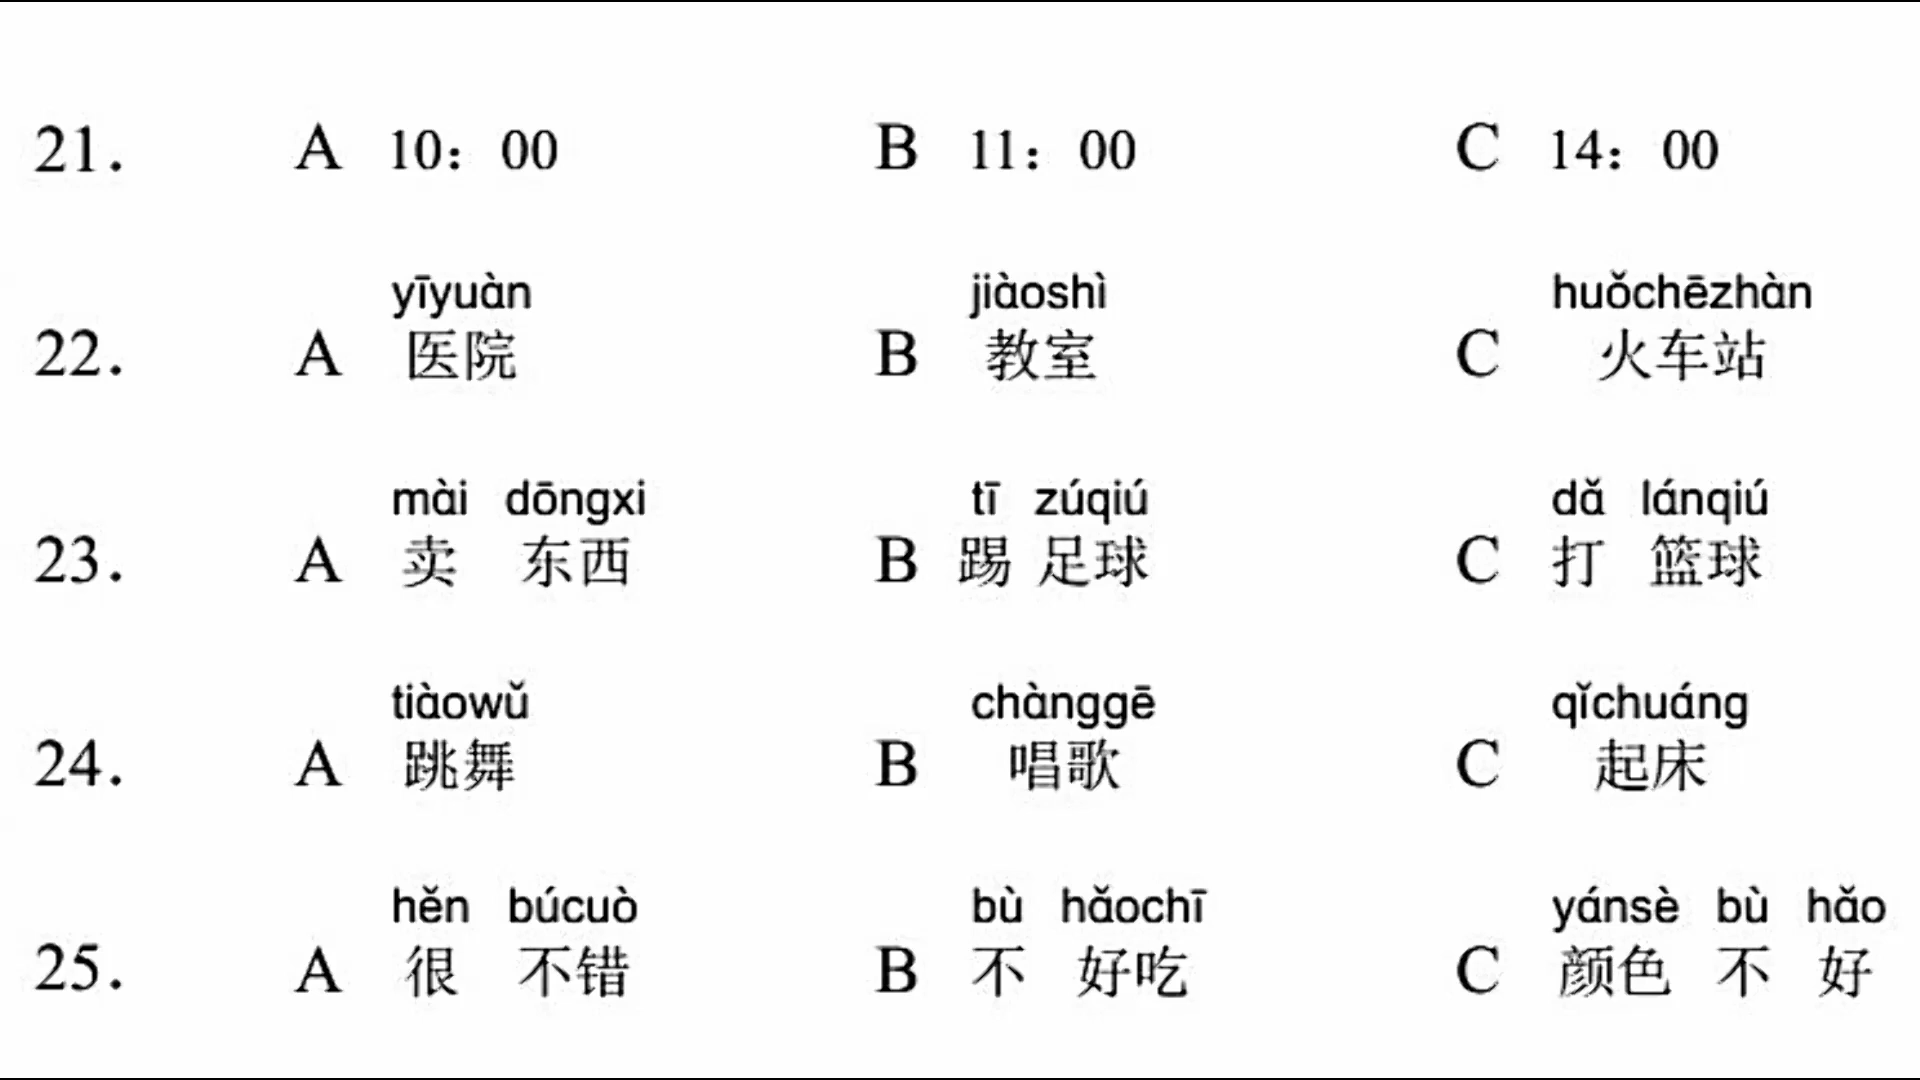 21. A 10：00 B 11：00 C 14：00
yīyuàn jiàoshì huǒchēzhàn
22. A 医院 B 教室 C 火车站
mài dōngxi tī zúqiú dǎ lánqiú
23. A 卖 东西 B 踢 足球 C 打 篮球
tiàowǔ chànggē qǐchuáng
24. A 跳舞 B 唱歌 C 起床
hěn búcuò bù hǎochī yánsè bù hǎo
25. A 很 不错 B 不 好吃 C 颜色 不 好